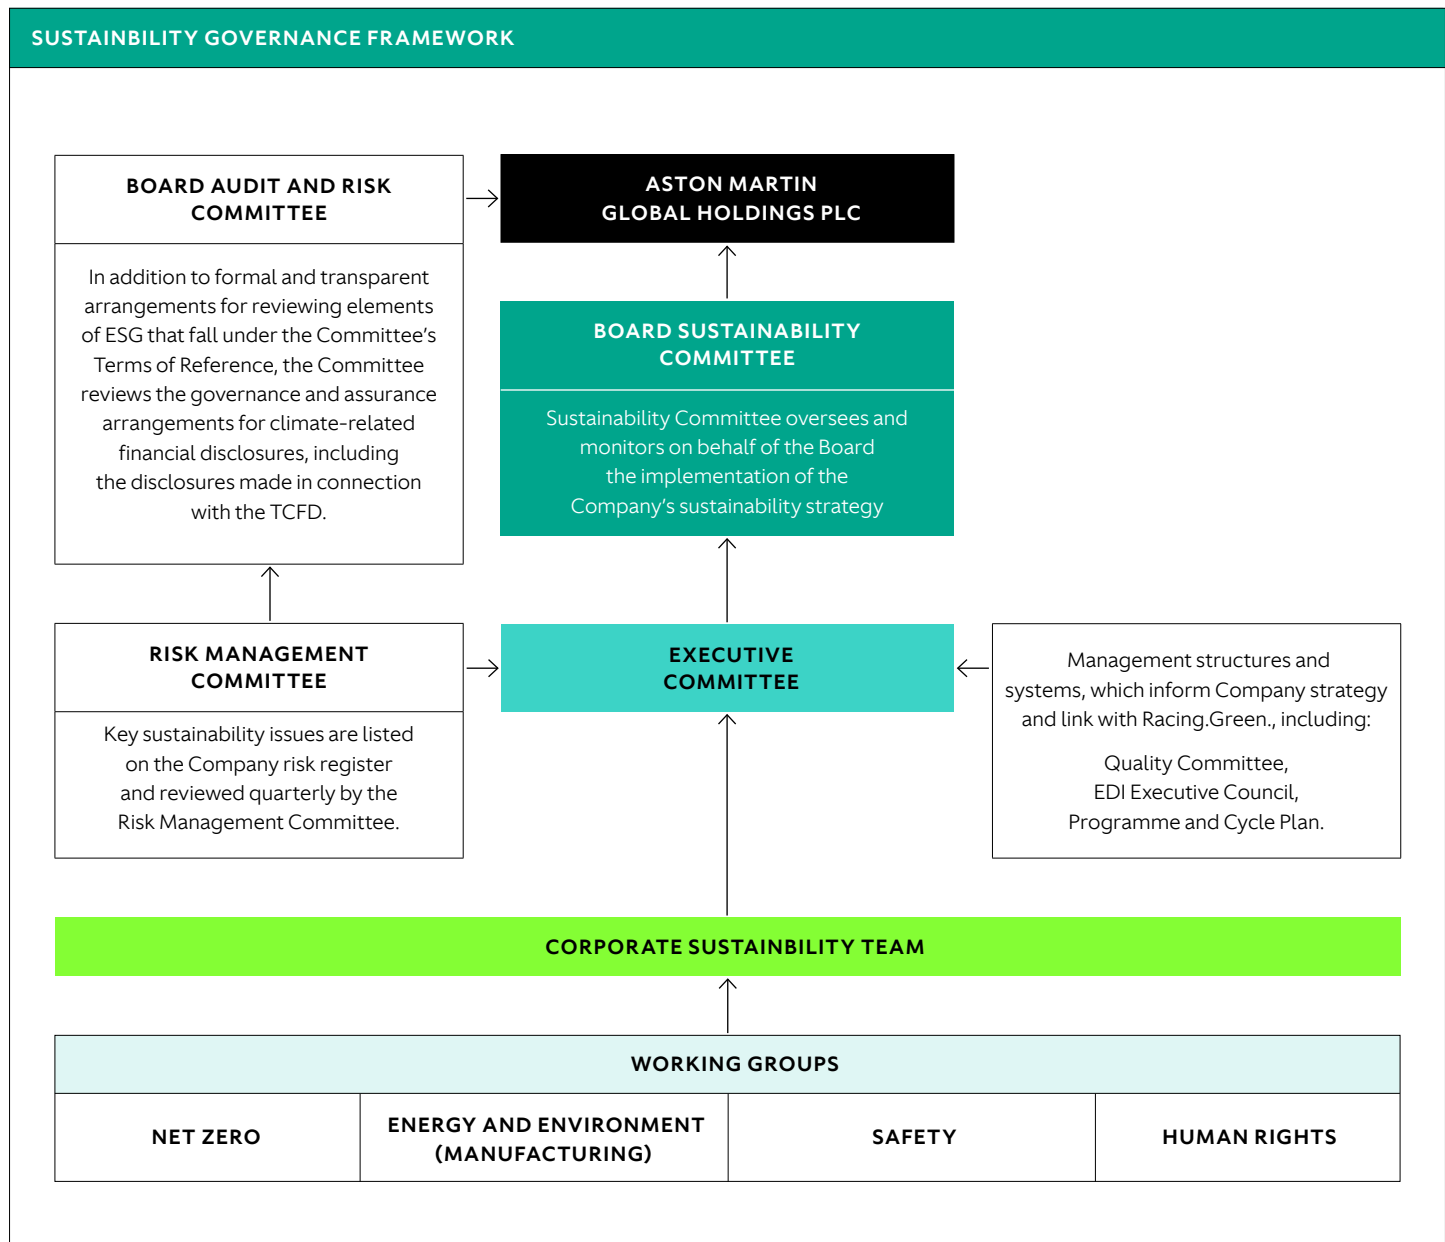 SUSTAINBILITY GOVERNANCE FRAMEWORK
BOARD AUDIT AND RISK
COMMITTEE
In addition to formal and transparent
arrangements for reviewing elements
of ESG that fall under the Committee’s
Terms of Reference, the Committee
reviews the governance and assurance
arrangements for climate-related
financial disclosures, including
the disclosures made in connection
with the TCFD.
ASTON MARTIN
GLOBAL HOLDINGS PLC
BOARD SUSTAINABILITY
COMMITTEE
Sustainability Committee oversees and
monitors on behalf of the Board
the implementation of the
Company’s sustainability strategy
RISK MANAGEMENT
COMMITTEE
Key sustainability issues are listed
on the Company risk register
and reviewed quarterly by the
Risk Management Committee.
EXECUTIVE
COMMITTEE
Management structures and
systems, which inform Company strategy
and link with Racing.Green., including:
Quality Committee,
EDI Executive Council,
Programme and Cycle Plan.
CORPORATE SUSTAINBILITY TEAM
WORKING GROUPS
NET ZERO
ENERGY AND ENVIRONMENT
(MANUFACTURING)
SAFETY
HUMAN RIGHTS